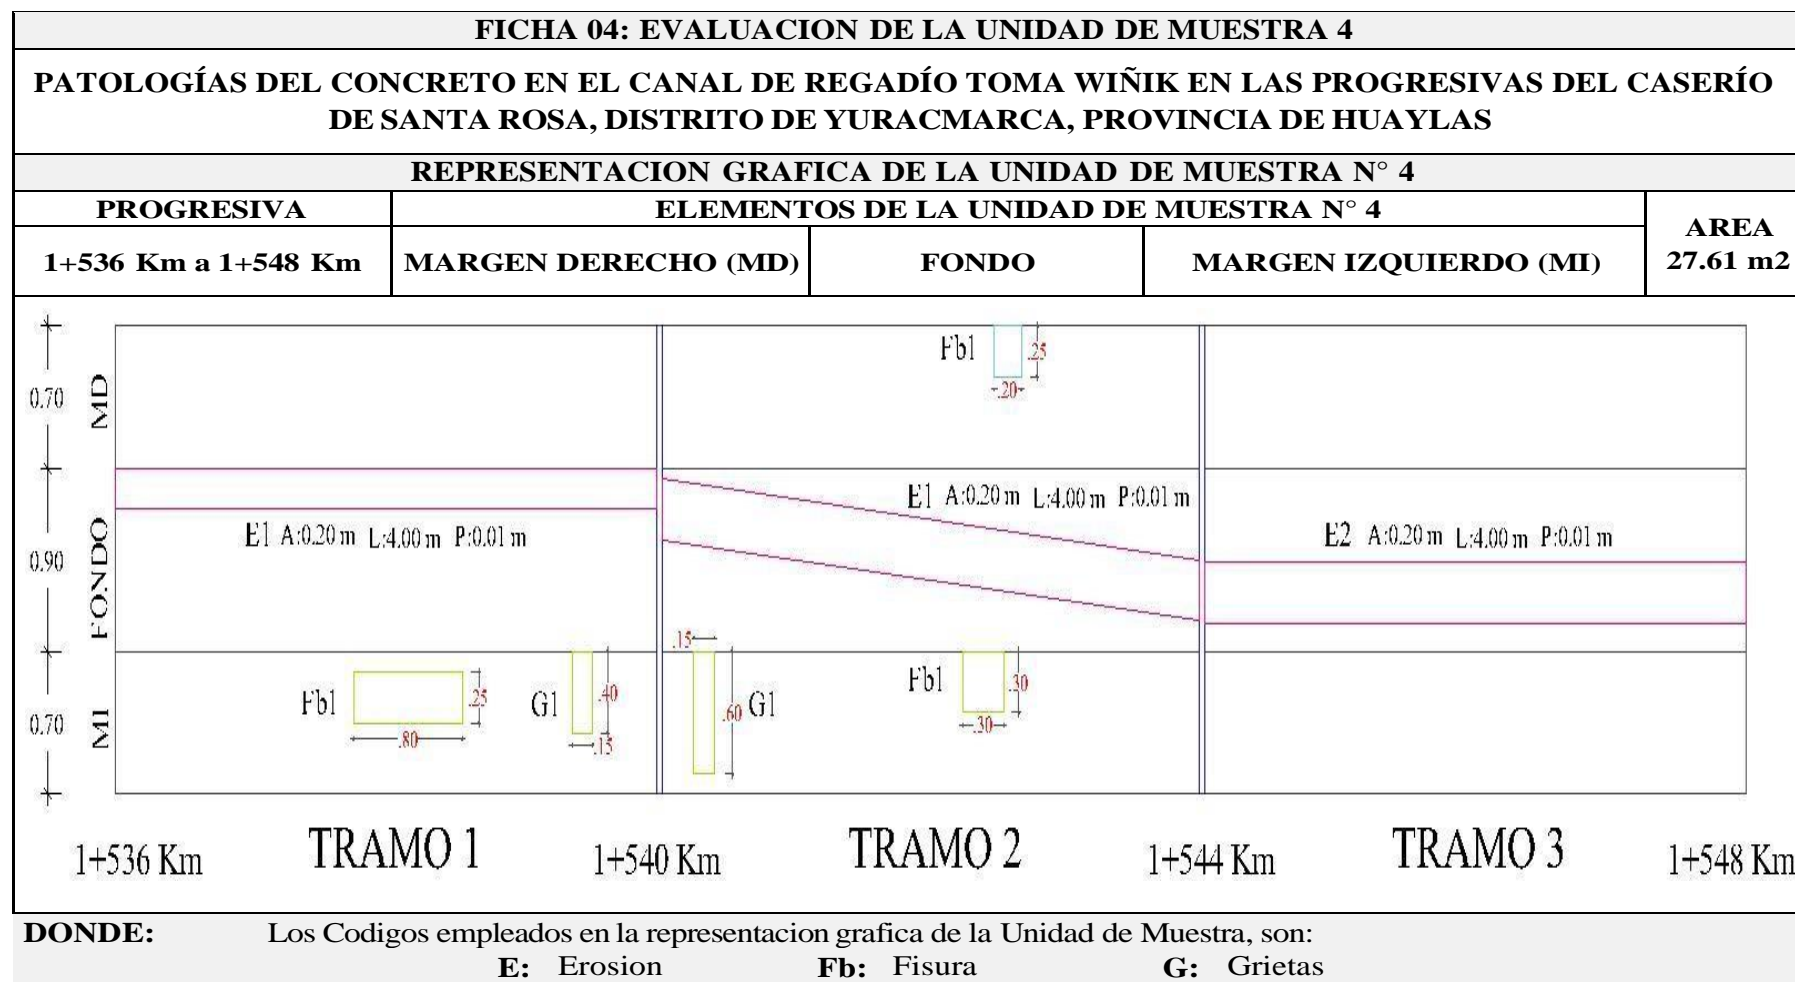 FICHA 04: EVALUACION DE LA UNIDAD DE MUESTRA 4
PATOLOGÍAS DEL CONCRETO EN EL CANAL DE REGADÍO TOMA WIÑIK EN LAS PROGRESIVAS DEL CASERÍO
DE SANTA ROSA, DISTRITO DE YURACMARCA, PROVINCIA DE HUAYLAS
REPRESENTACION GRAFICA DE LA UNIDAD DE MUESTRA N° 4
PROGRESIVA
ELEMENTOS DE LA UNIDAD DE MUESTRA N° 4
AREA
27.61 m2
1+536 Km a 1+548 Km
MARGEN DERECHO (MD)
FONDO
MARGEN IZQUIERDO (MI)
0.70
MD
Fb1
.25
.20
0.90
FONDO
E1 A:0.20 m L:4.00 m P:0.01 m
E1 A:0.20 m L:4.00 m P:0.01 m
E2 A:0.20 m L:4.00 m P:0.01 m
0.70
MI
Fb1
.25
.80
G1
.40
.15
.15
.60
G1
Fb1
.30
.30
1+536 Km
TRAMO 1
1+540 Km
TRAMO 2
1+544 Km
TRAMO 3
1+548 Km
DONDE: Los Codigos empleados en la representacion grafica de la Unidad de Muestra, son:
E: Erosion Fb: Fisura G: Grietas